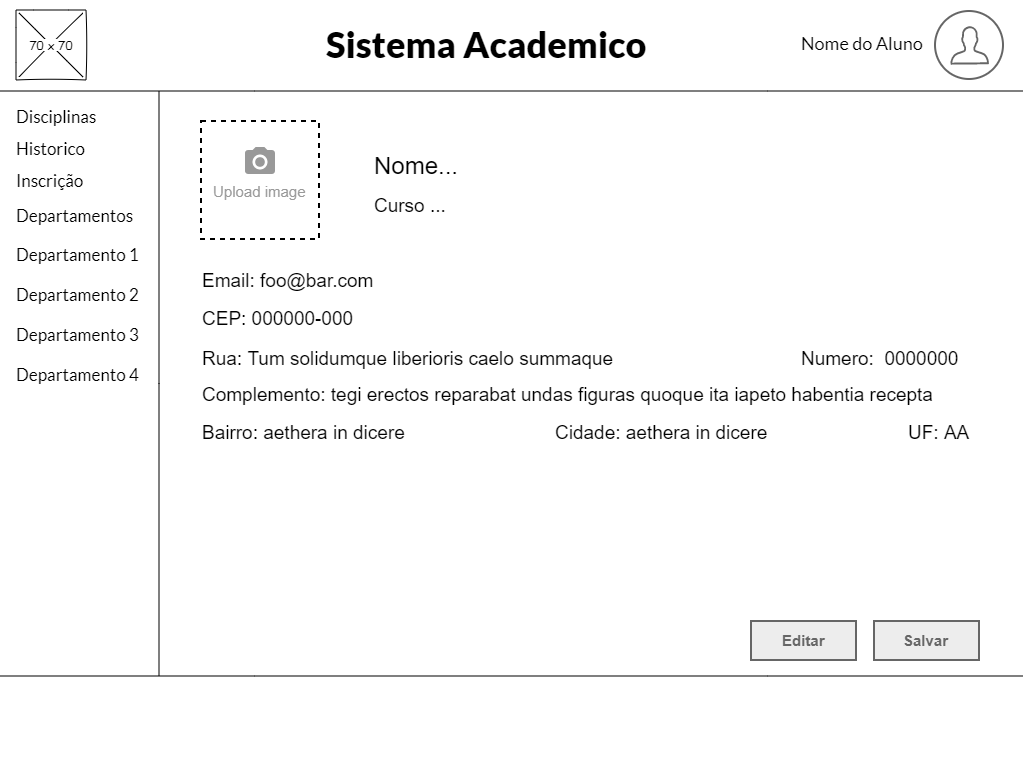 70 x 70
Sistema Academico
Nome do Aluno
Disciplinas
Historico
Inscrição
Departamentos
Departamento 1
Departamento 2
Departamento 3
Departamento 4
Upload image
Nome...
Curso ...
Email: foo@bar.com
CEP: 000000-000
Rua: Tum solidumque liberioris caelo summaque Numero: 0000000
Complemento: tegi erectos reparabat undas figuras quoque ita iapeto habentia recepta
Bairro: aethera in dicere Cidade: aethera in dicere UF: AA
Editar Salvar